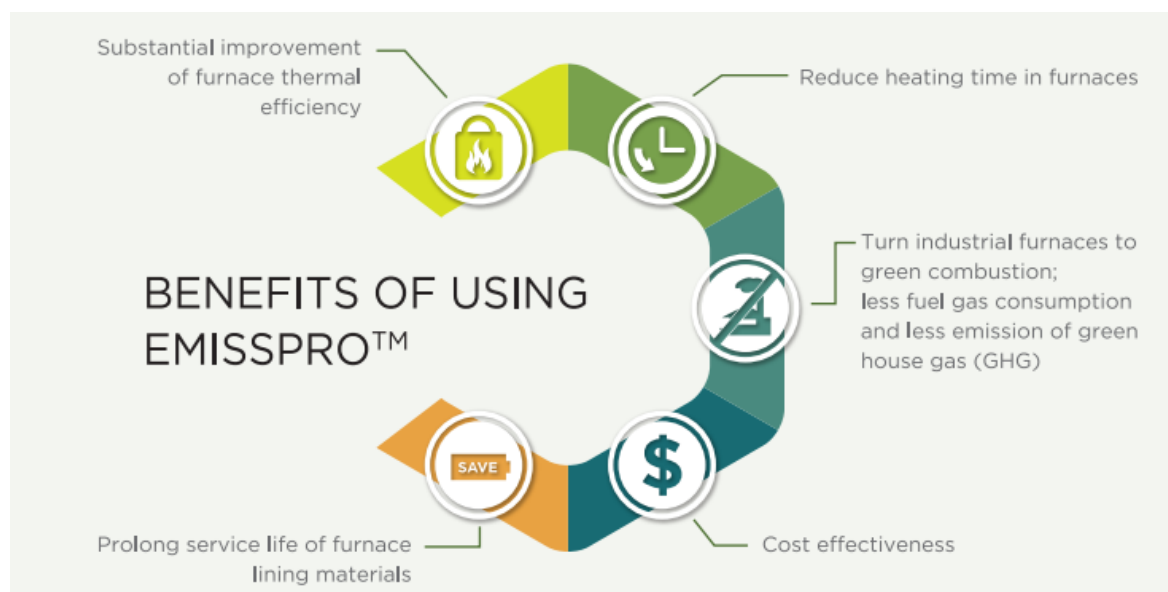 Substantial improvement
of furnace thermal
efficiency
Reduce heating time in furnaces
Turn industrial furnaces to
green combustion;
less fuel gas consumption
and less emission of green
house gas (GHG)
BENEFITS OF USING
EMISSPRO™
SAVE
$
Prolong service life of furnace
lining materials
Cost effectiveness